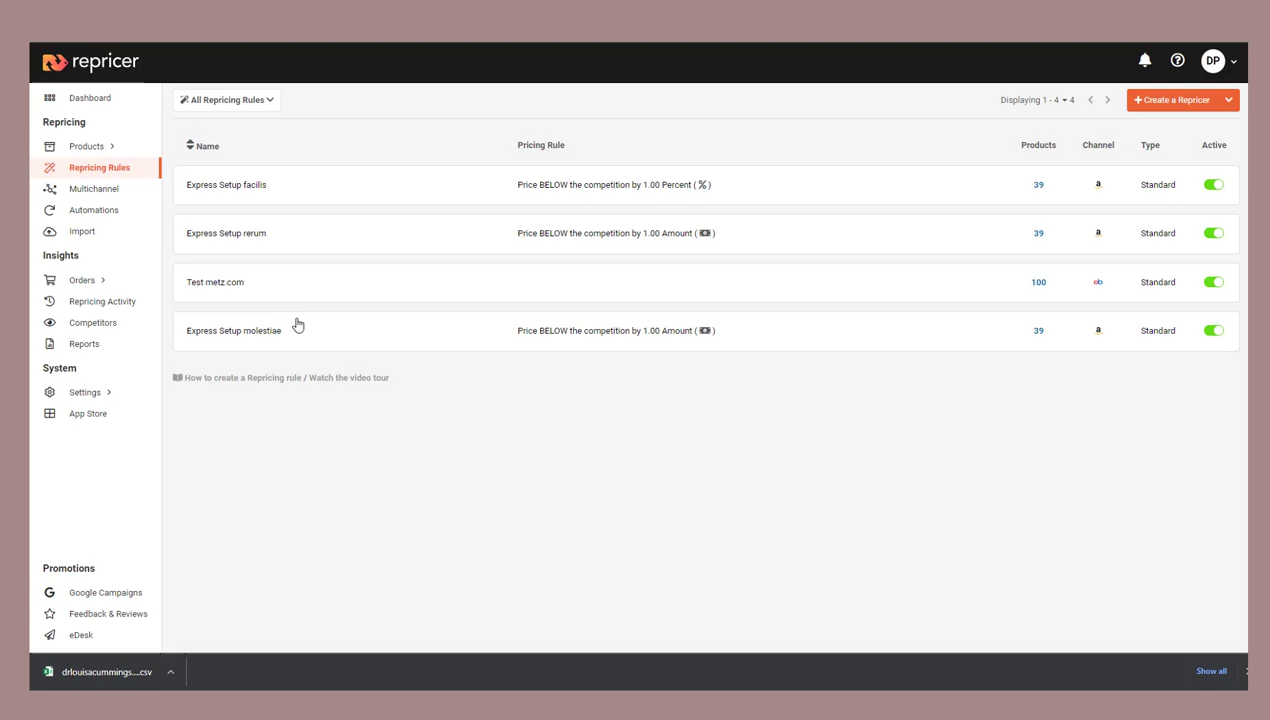 repricer
DP
Dashboard
Repricing
Products
Repricing Rules
Multichannel
Automations
Import
Insights
Orders
Repricing Activity
Competitors
Reports
System
Settings
App Store
Promotions
Google Campaigns
Feedback & Reviews
eDesk
All Repricing Rules
Displaying 1 - 4 4
+ Create a Repricer
Name Pricing Rule Products Channel Type Active
Express Setup facilis Price BELOW the competition by 1.00 Percent ( % ) 39 a Standard
Express Setup rerum Price BELOW the competition by 1.00 Amount ( ) 39 a Standard
Test metz.com 100 eb Standard
Express Setup molestiae Price BELOW the competition by 1.00 Amount ( ) 39 a Standard
How to create a Repricing rule / Watch the video tour
drlouisacummings....csv
Show all